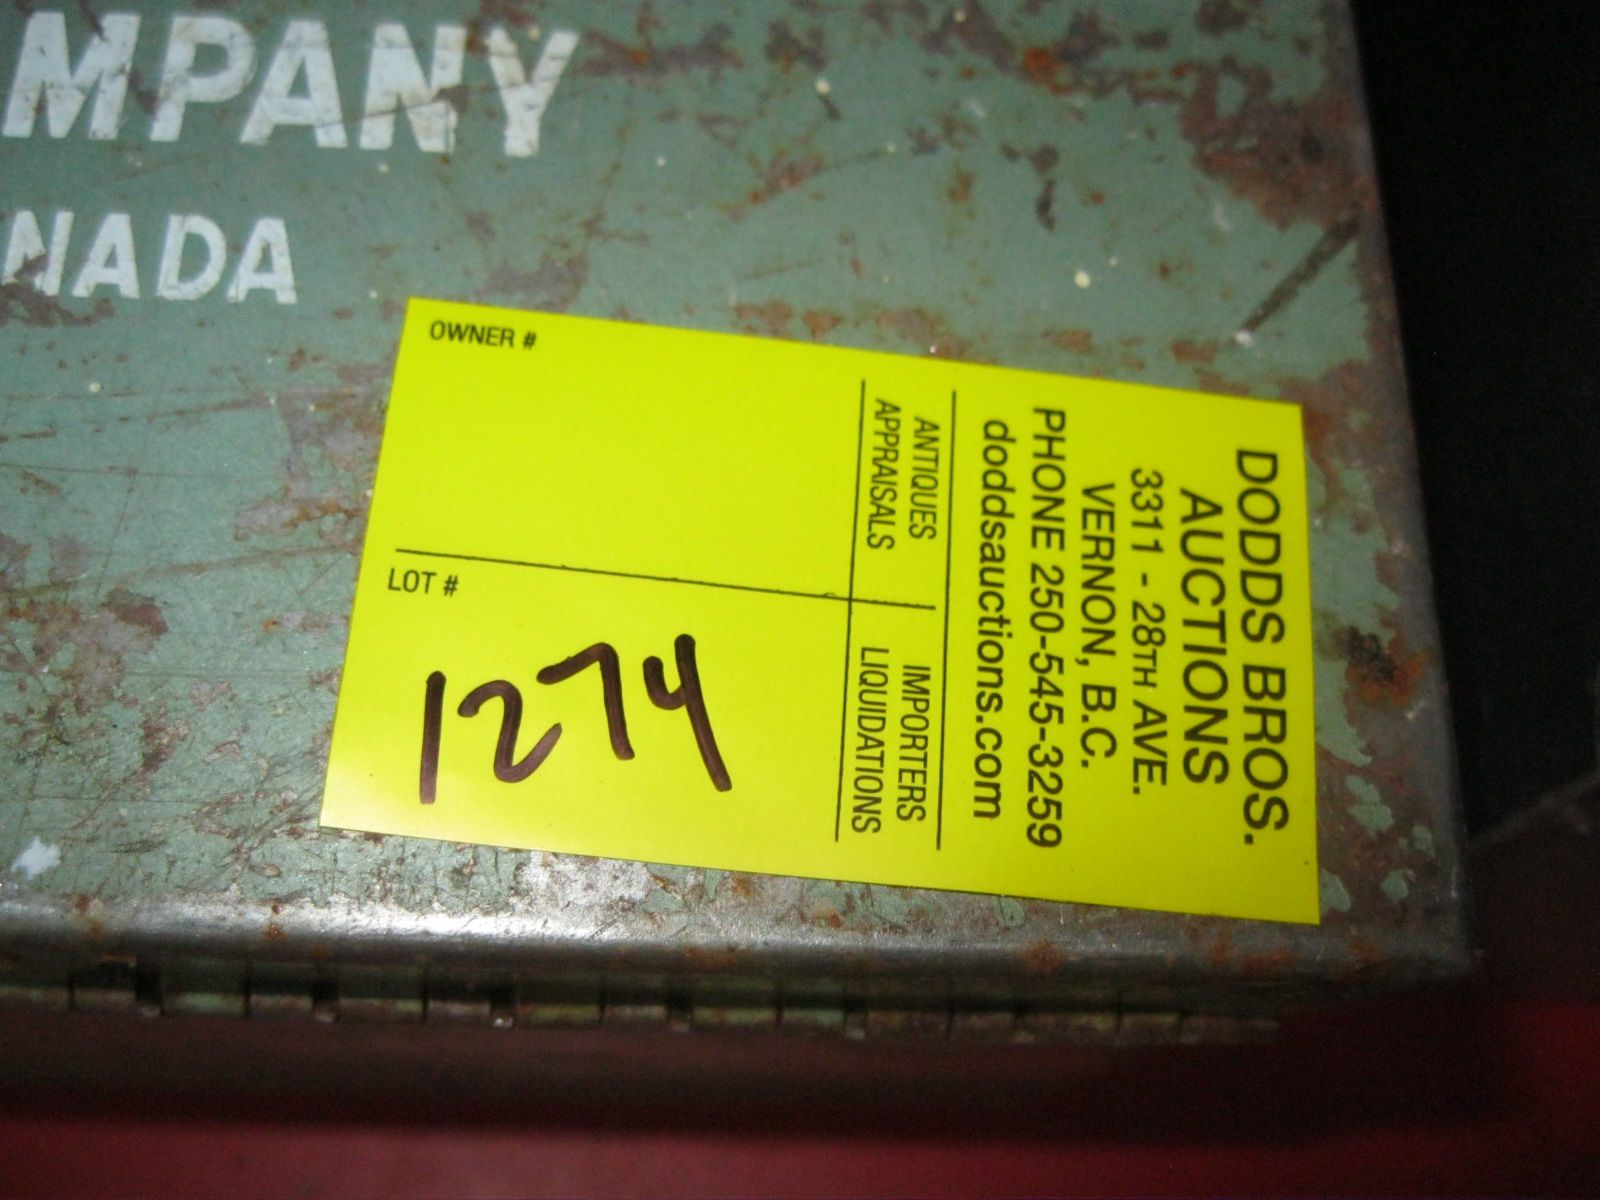 MPANY
NADA
OWNER #
LOT #
1274
DODDS BROS.
AUCTIONS
3311 - 28TH AVE.
VERNON, B.C.
PHONE 250-545-3259
doddsauctions.com
ANTIQUES IMPORTERS
APPRAISALS LIQUIDATIONS